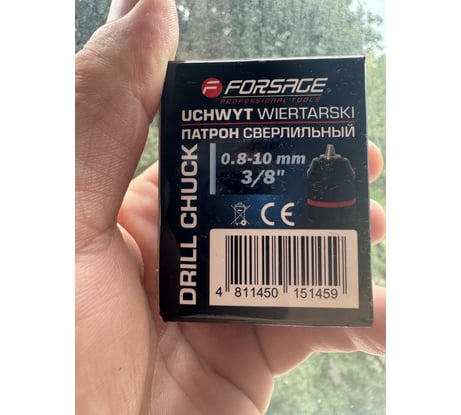 FORSAGE
PROFESSIONAL TOOLS
UCHWYT WIERTARSKI
ПАТРОН СВЕРЛИЛЬНЫЙ
DRILL CHUCK
0.8-10 mm
3/8"
CE
4 811450 151459